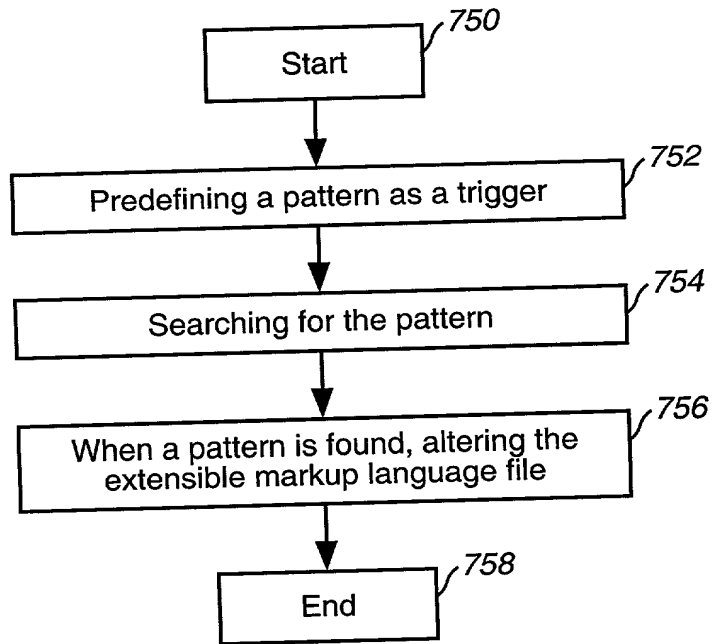 750
Start
752
Predefining a pattern as a trigger
754
Searching for the pattern
756
When a pattern is found, altering the
extensible markup language file
758
End